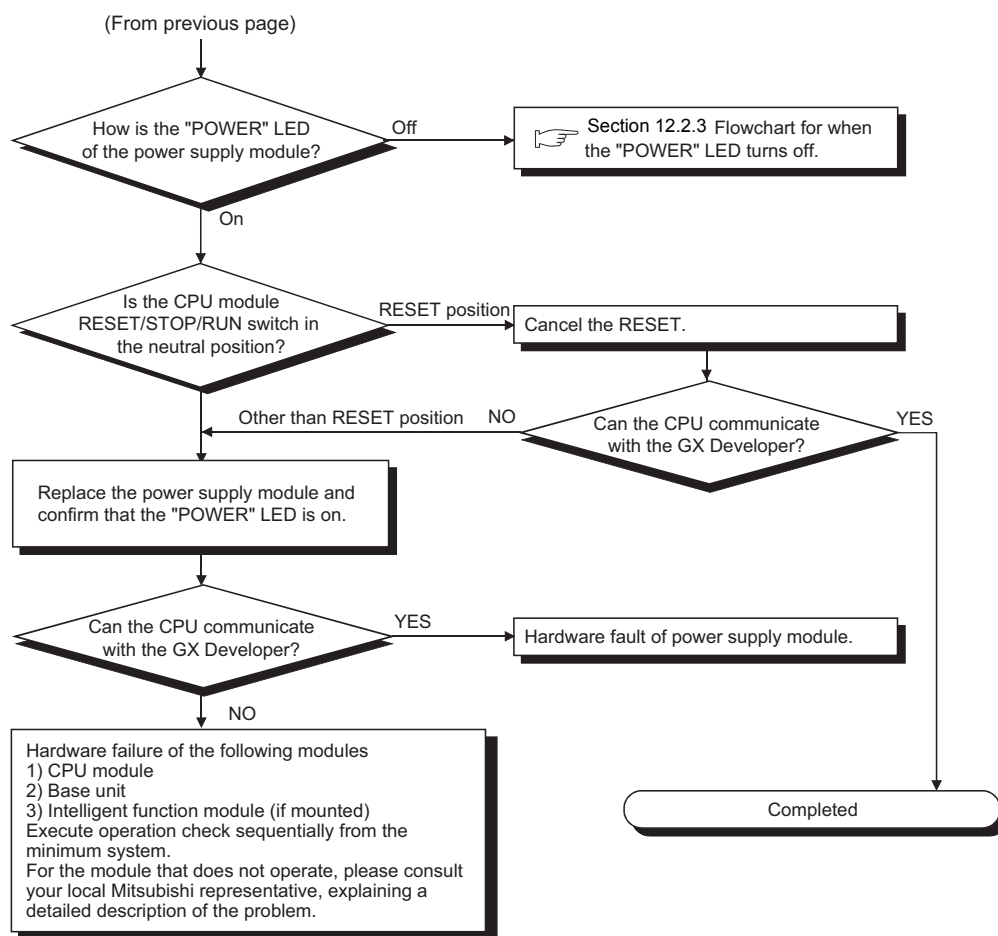 (From previous page)
How is the "POWER" LED
of the power supply module?
Off
Section 12.2.3 Flowchart for when
the "POWER" LED turns off.
On
Is the CPU module
RESET/STOP/RUN switch in
the neutral position?
RESET position
Cancel the RESET.
Other than RESET position
NO
Can the CPU communicate
with the GX Developer?
YES
Replace the power supply module and
confirm that the "POWER" LED is on.
Can the CPU communicate
with the GX Developer?
YES
Hardware fault of power supply module.
NO
Hardware failure of the following modules
1) CPU module
2) Base unit
3) Intelligent function module (if mounted)
Execute operation check sequentially from the
minimum system.
For the module that does not operate, please consult
your local Mitsubishi representative, explaining a
detailed description of the problem.
Completed